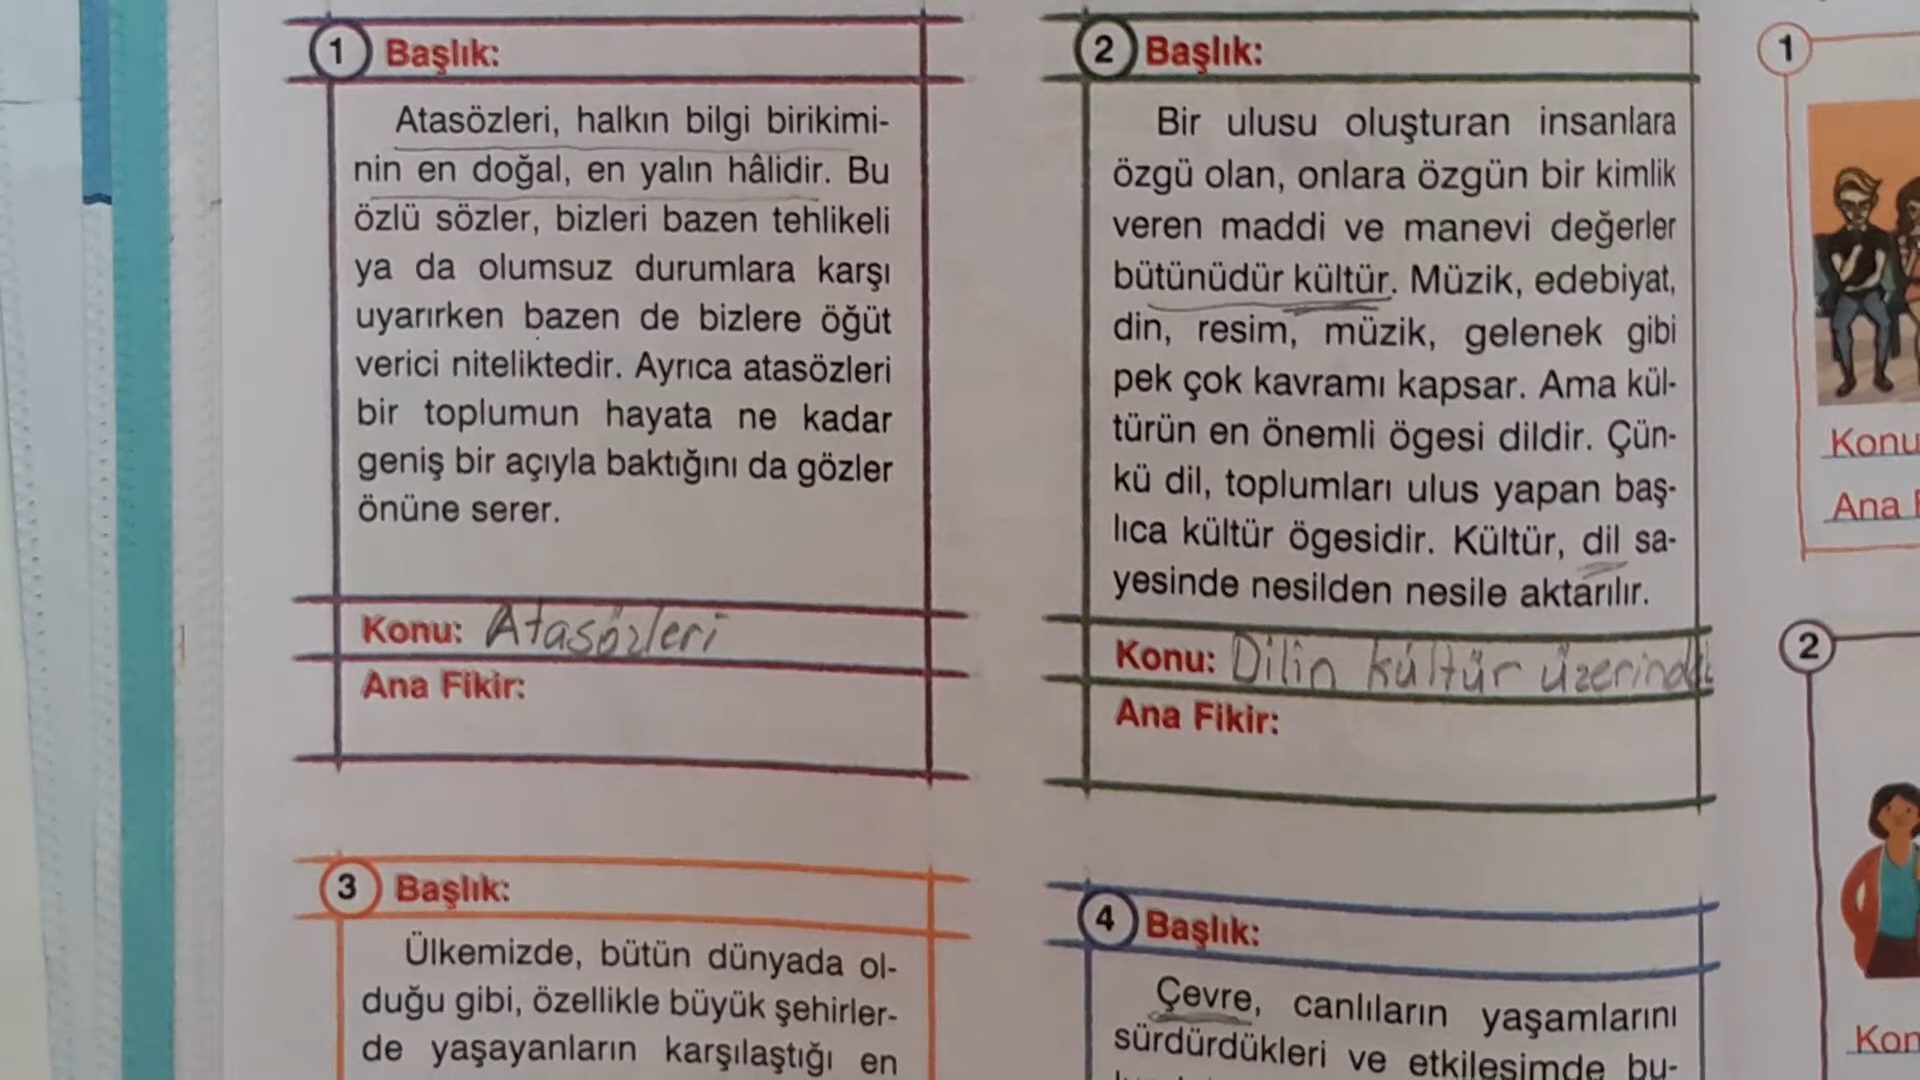 1 Başlık:
Atasözleri, halkın bilgi birikimi-
nin en doğal, en yalın hâlidir. Bu
özlü sözler, bizleri bazen tehlikeli
ya da olumsuz durumlara karşı
uyarırken bazen de bizlere öğüt
verici niteliktedir. Ayrıca atasözleri
bir toplumun hayata ne kadar
geniş bir açıyla baktığını da gözler
önüne serer.
Konu: Atasözleri
Ana Fikir:
2 Başlık:
Bir ulusu oluşturan insanlara
özgü olan, onlara özgün bir kimlik
veren maddi ve manevi değerler
bütünüdür kültür. Müzik, edebiyat,
din, resim, müzik, gelenek gibi
pek çok kavramı kapsar. Ama kül-
türün en önemli ögesi dildir. Çün-
kü dil, toplumları ulus yapan baş-
lıca kültür ögesidir. Kültür, dil sa-
yesinde nesilden nesile aktarılır.
Konu: Dilin kültür
Ana Fikir:
3 Başlık:
Ülkemizde, bütün dünyada ol-
duğu gibi, özellikle büyük şehirler-
de yaşayanların karşılaştığı en
4 Başlık:
Çevre, canlıların yaşamlarını
sürdürdükleri ve etkileşimde bu-
1
Konu
Ana
2
Kon